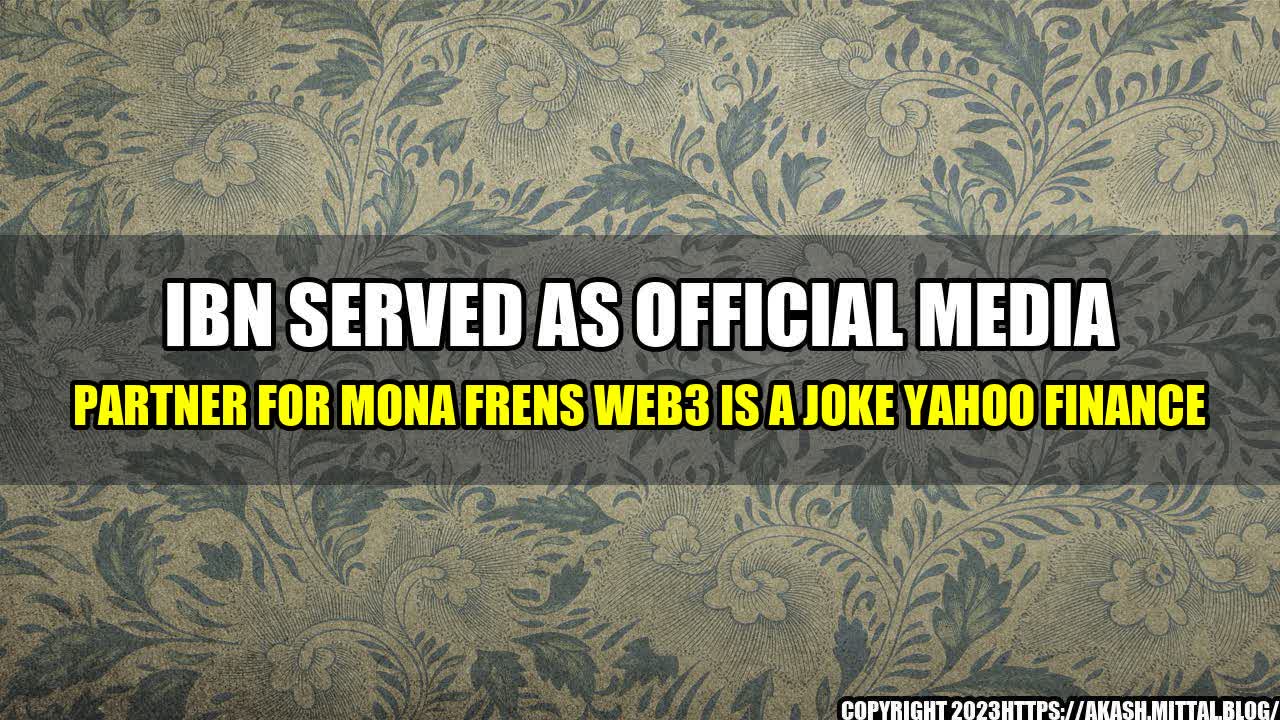 IBN SERVED AS OFFICIAL MEDIA
PARTNER FOR MONA FRENS WEB3 IS A JOKE YAHOO FINANCE
COPYRIGHT 2023HTTPS://AKASH.MITTAL.BLOG/